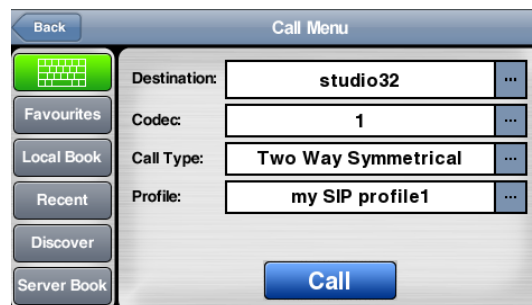 Back
Call Menu
Destination: studio32 ...
Favourites
Codec: 1 ...
Local Book
Call Type: Two Way Symmetrical ...
Recent
Profile: my SIP profile1 ...
Discover
Server Book
Call